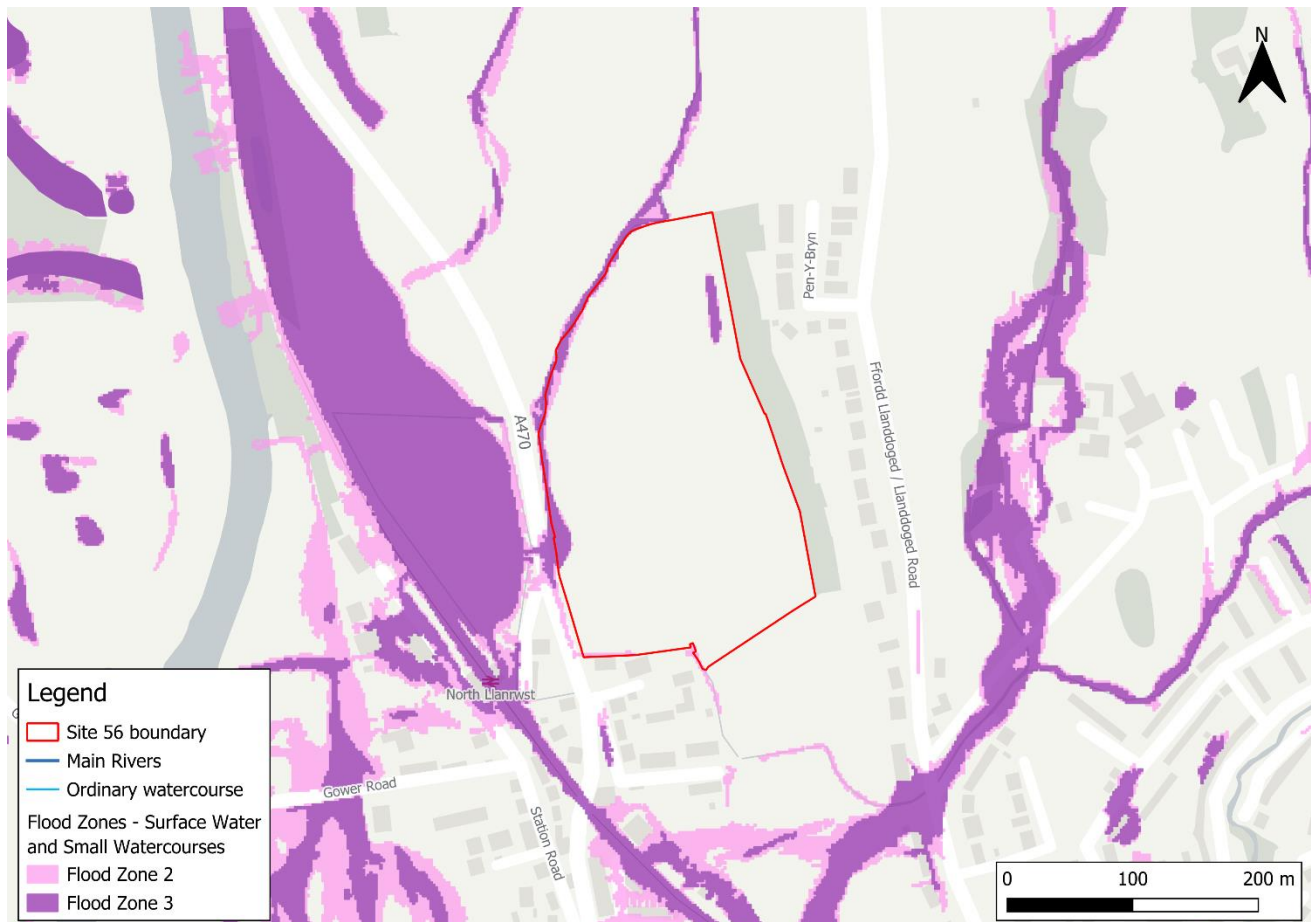 N
Pen-Y-Bryn
A470
Ffordd Llanddoged / Llanddoged Road
North Llanrwst
Gower Road
Station Road
Legend
Site 56 boundary
Main Rivers
Ordinary watercourse
Flood Zones - Surface Water
and Small Watercourses
Flood Zone 2
Flood Zone 3
0 100 200 m